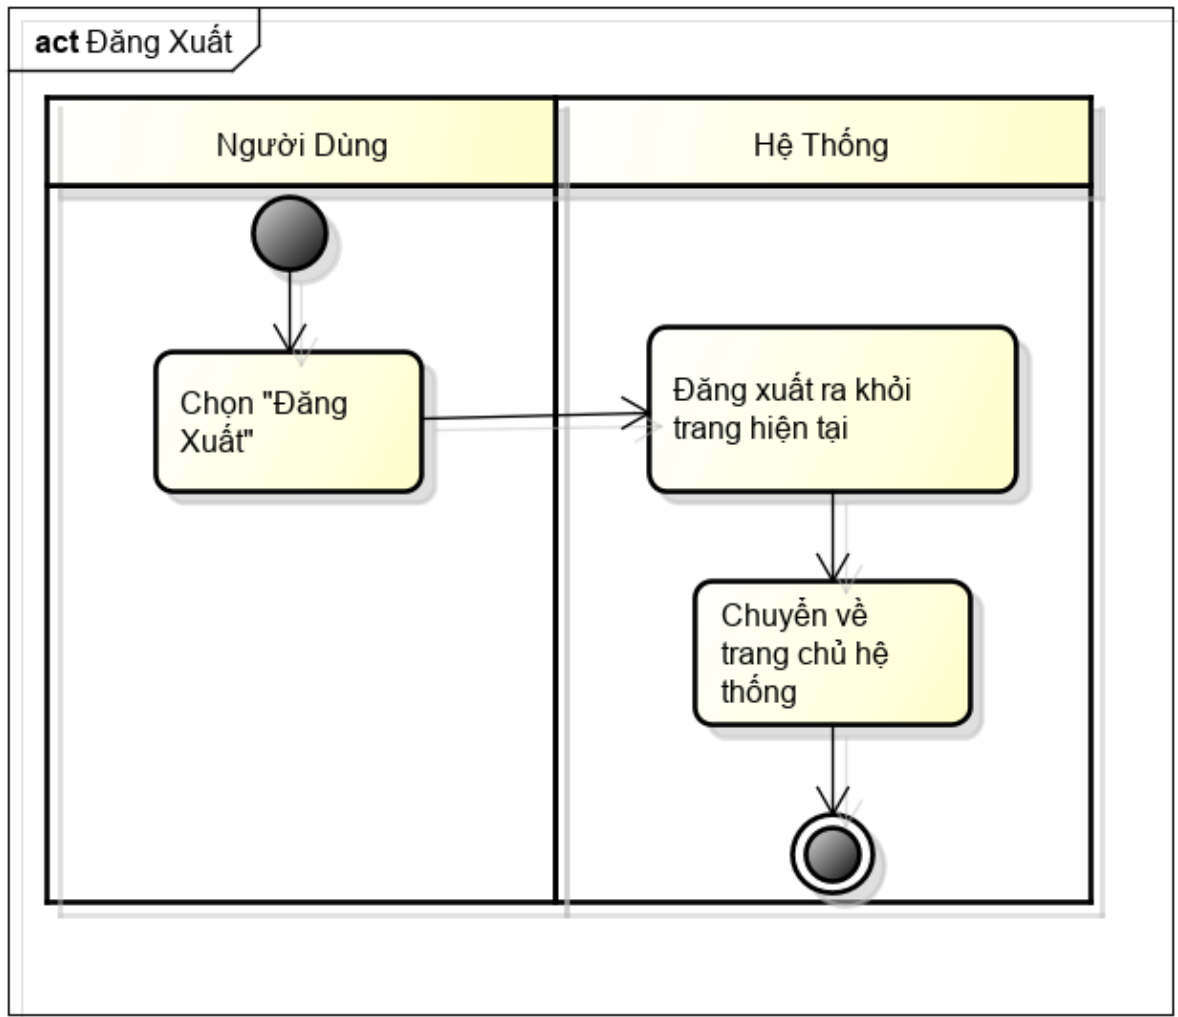 act Đăng Xuất
Người Dùng
Hệ Thống
Chọn "Đăng
Xuất"
Đăng xuất ra khỏi
trang hiện tại
Chuyển về
trang chủ hệ
thống